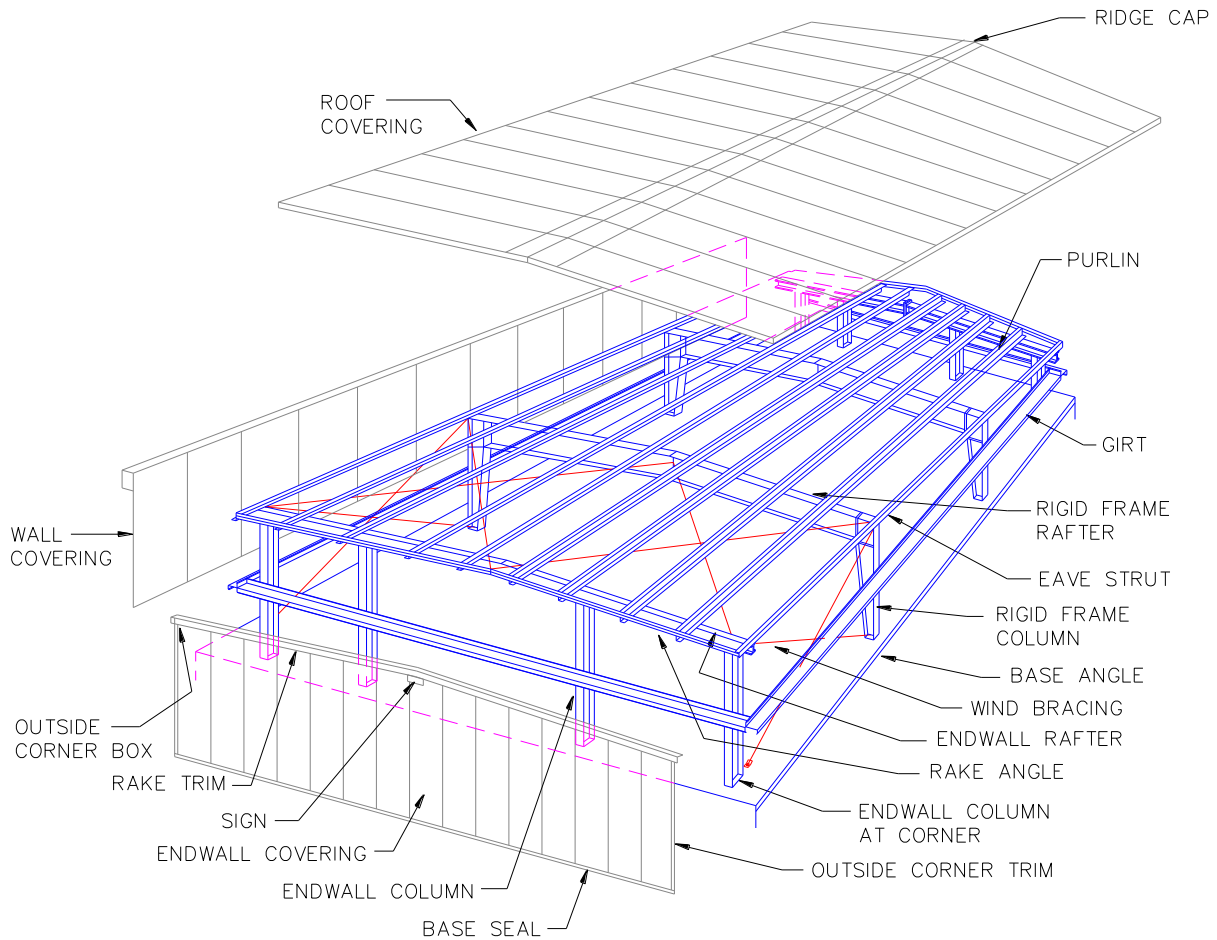 RIDGE CAP
ROOF
COVERING
PURLIN
GIRT
RIGID FRAME
RAFTER
WALL
COVERING
EAVE STRUT
RIGID FRAME
COLUMN
BASE ANGLE
WIND BRACING
OUTSIDE
CORNER BOX
ENDWALL RAFTER
RAKE ANGLE
RAKE TRIM
ENDWALL COLUMN
AT CORNER
SIGN
ENDWALL COVERING
OUTSIDE CORNER TRIM
ENDWALL COLUMN
BASE SEAL